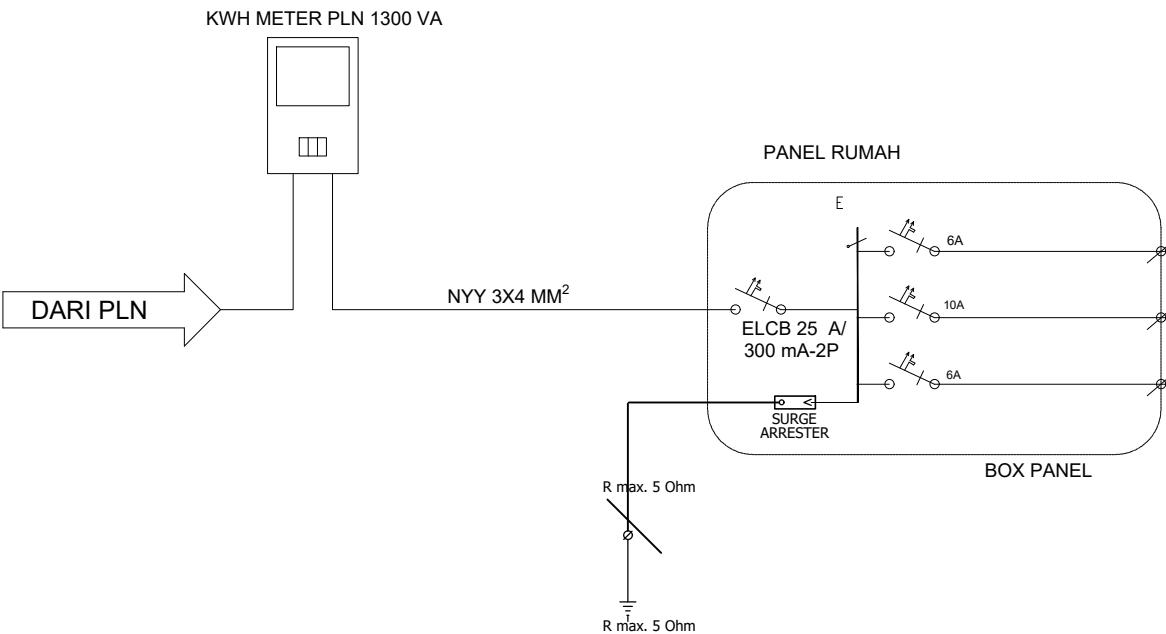 KWH METER PLN 1300 VA
PANEL RUMAH
E
6A
DARI PLN
NYY 3X4 MM²
10A
ELCB 25 A/
300 mA-2P
6A
SURGE
ARRESTER
BOX PANEL
R max. 5 Ohm
R max. 5 Ohm